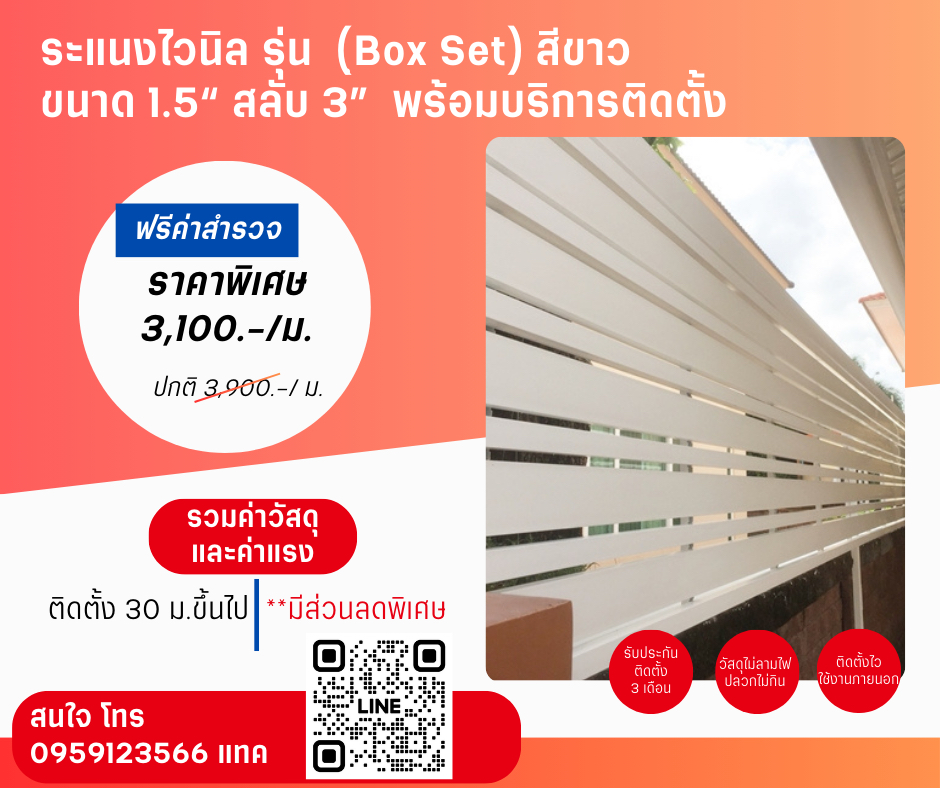 ระแนงไวนิล รุ่น (Box Set) สีขาว
ขนาด 1.5“ สลับ 3” พร้อมบริการติดตั้ง
ฟรีค่าสำรวจ
ราคาพิเศษ
3,100.-/ม.
ปกติ 3,900.-/ ม.
รวมค่าวัสดุ
และค่าแรง
ติดตั้ง 30 ม.ขึ้นไป
**มีส่วนลดพิเศษ
รับประกัน
ติดตั้ง
3 เดือน
วัสดุไม่ลามไฟ
ปลวกไม่กิน
ติดตั้งไว
ใช้งานภายนอก
LINE
สนใจ โทร
0959123566 แทค